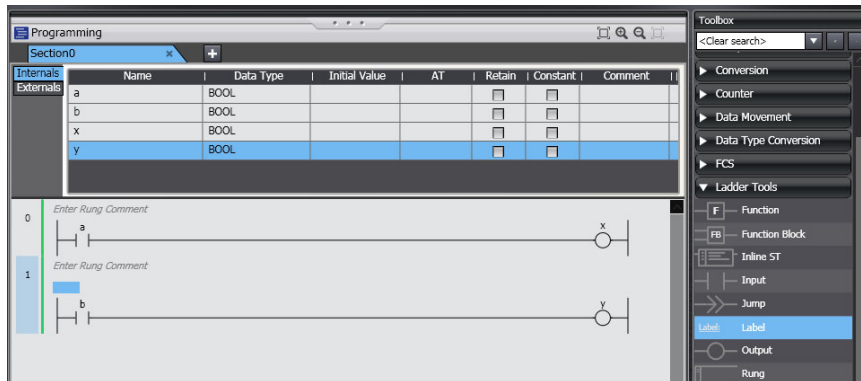 Programming
Section0
Internals
Externals
Name Data Type Initial Value AT Retain Constant Comment
a BOOL
b BOOL
x BOOL
y BOOL
0 Enter Rung Comment
a x
1 Enter Rung Comment
b y
Toolbox
<Clear search>
Conversion
Counter
Data Movement
Data Type Conversion
FCS
Ladder Tools
F Function
FB Function Block
Inline ST
Input
Jump
Label: Label
Output
Rung